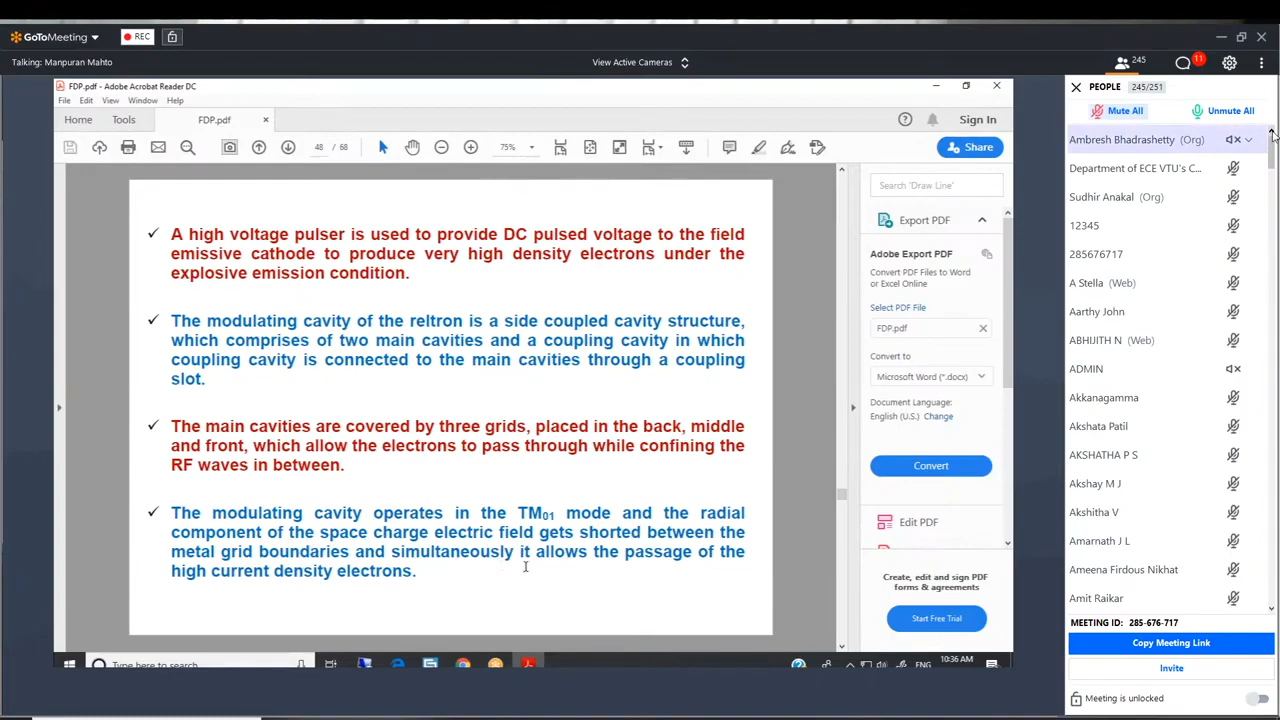 GoToMeeting
REC
Talking: Manpuran Mahto
View Active Cameras
245
11
FDP.pdf - Adobe Acrobat Reader DC
File Edit View Window Help
Home Tools FDP.pdf × Sign In
48 / 68
75%
Share
✓ A high voltage pulser is used to provide DC pulsed voltage to the field
emissive cathode to produce very high density electrons under the
explosive emission condition.
✓ The modulating cavity of the reltron is a side coupled cavity structure,
which comprises of two main cavities and a coupling cavity in which
coupling cavity is connected to the main cavities through a coupling
slot.
✓ The main cavities are covered by three grids, placed in the back, middle
and front, which allow the electrons to pass through while confining the
RF waves in between.
✓ The modulating cavity operates in the TM01 mode and the radial
component of the space charge electric field gets shorted between the
metal grid boundaries and simultaneously it allows the passage of the
high current density electrons.
Search 'Draw Line'
Export PDF
Adobe Export PDF
Convert PDF Files to Word
or Excel Online
Select PDF File
FDP.pdf
Convert to
Microsoft Word (*.docx)
Document Language:
English (U.S.) Change
Convert
Edit PDF
Create, edit and sign PDF
forms & agreements
Start Free Trial
Type here to search
ENG
10:36 AM
PEOPLE 245/251
Mute All Unmute All
Ambresh Bhadrashetty (Org)
Department of ECE VTU's C...
Sudhir Anakal (Org)
12345
285676717
A Stella (Web)
Aarthy John
ABHIJITH N (Web)
ADMIN
Akkanagamma
Akshata Patil
AKSHATHA P S
Akshay M J
Akshitha V
Amarnath J L
Ameena Firdous Nikhat
Amit Raikar
MEETING ID: 285-676-717
Copy Meeting Link
Invite
Meeting is unlocked